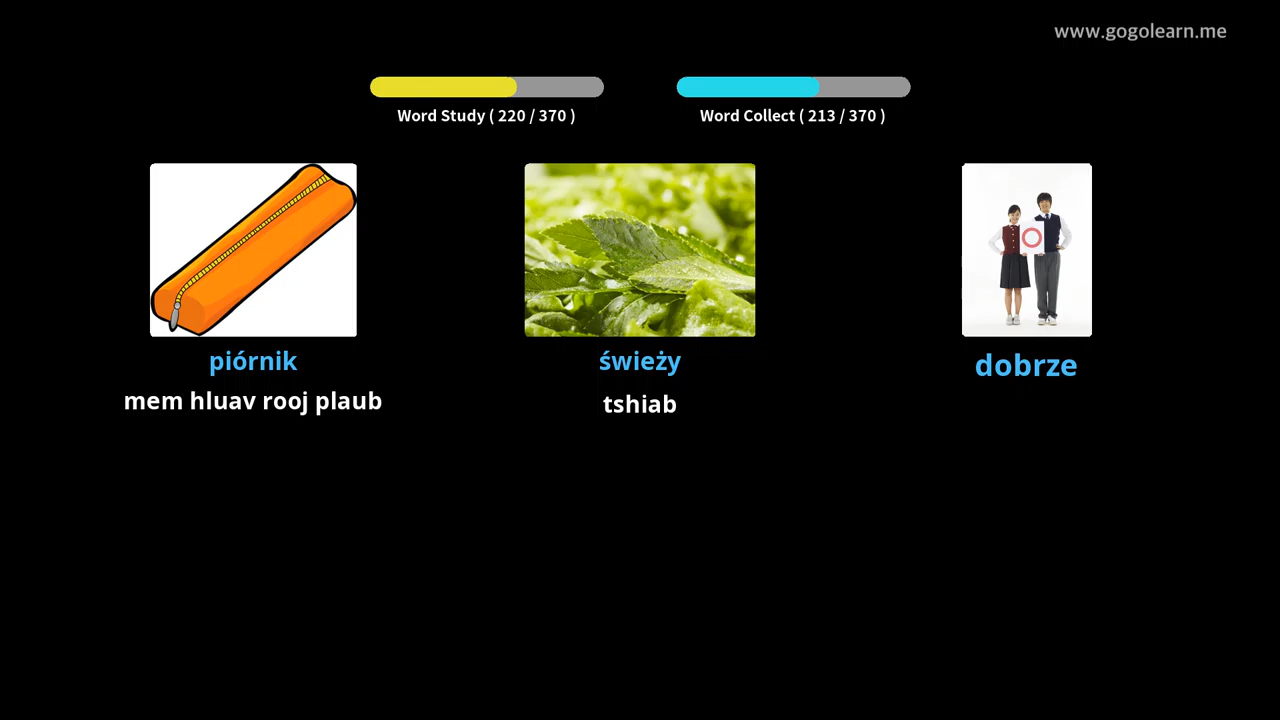 www.gogolearn.me
Word Study ( 220 / 370 )
Word Collect ( 213 / 370 )
piórnik
świeży
dobrze
mem hluav rooj plaub
tshiab